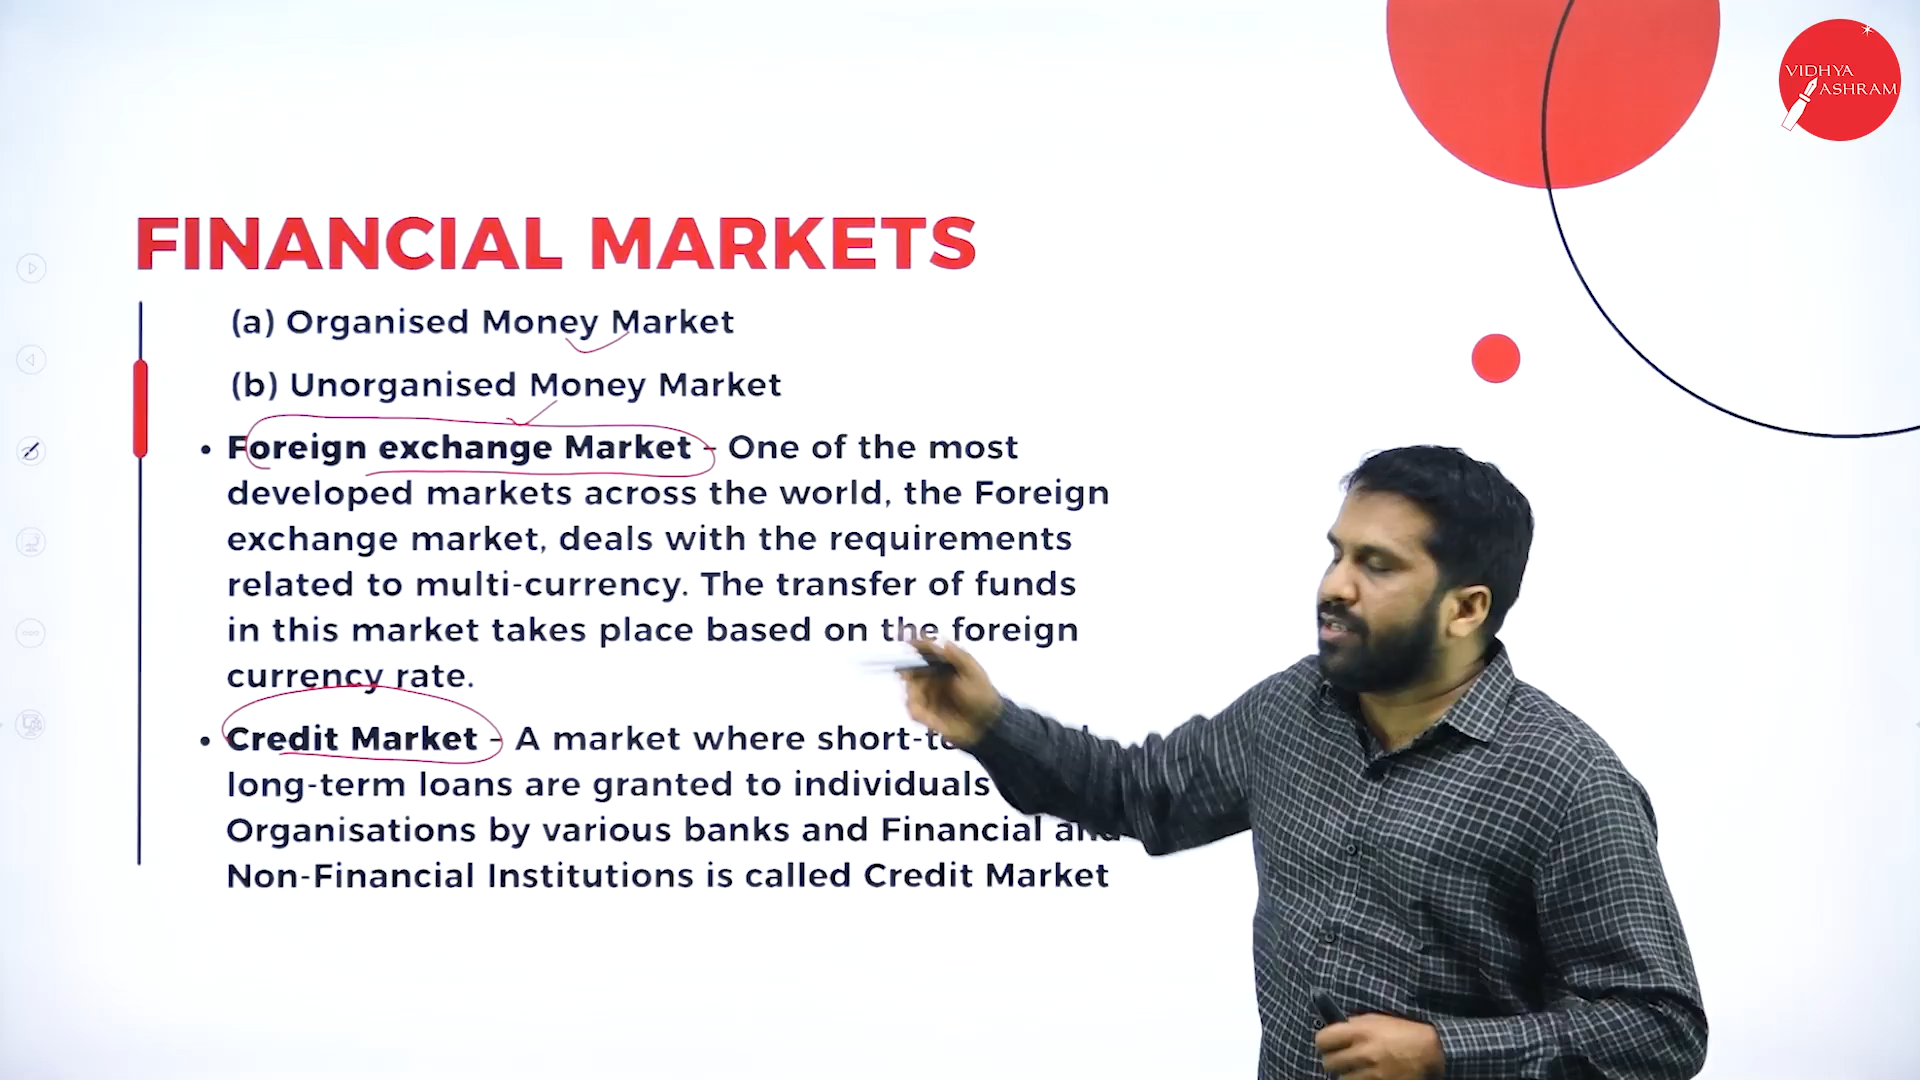 VIDHYA
ASHRAM
FINANCIAL MARKETS
(a) Organised Money Market
(b) Unorganised Money Market
• Foreign exchange Market - One of the most
developed markets across the world, the Foreign
exchange market, deals with the requirements
related to multi-currency. The transfer of funds
in this market takes place based on the foreign
currency rate.
• Credit Market - A market where short-
long-term loans are granted to individuals
Organisations by various banks and Financial and
Non-Financial Institutions is called Credit Market